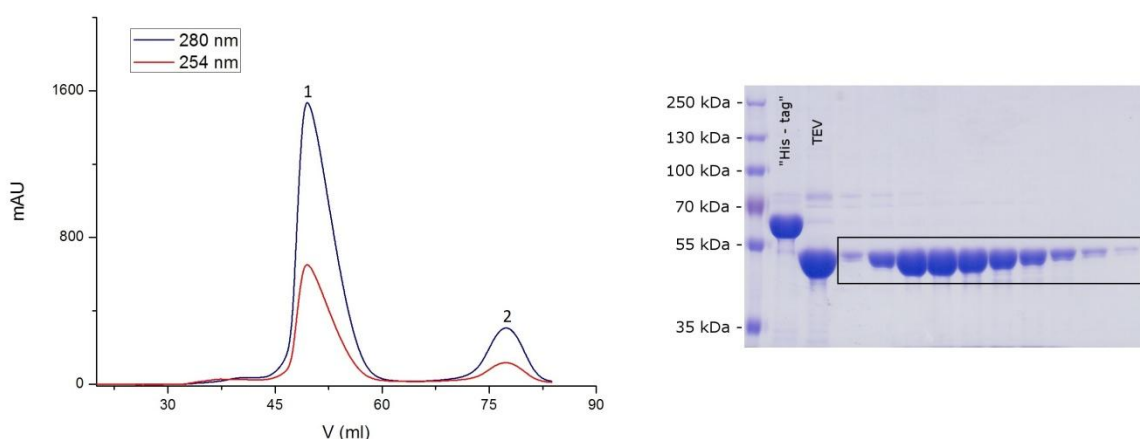 280 nm
254 nm
1
2
1600
800
0
mAU
30
45
60
75
90
V (ml)
"His - tag"
TEV
250 kDa -
130 kDa -
100 kDa -
70 kDa -
55 kDa -
35 kDa -